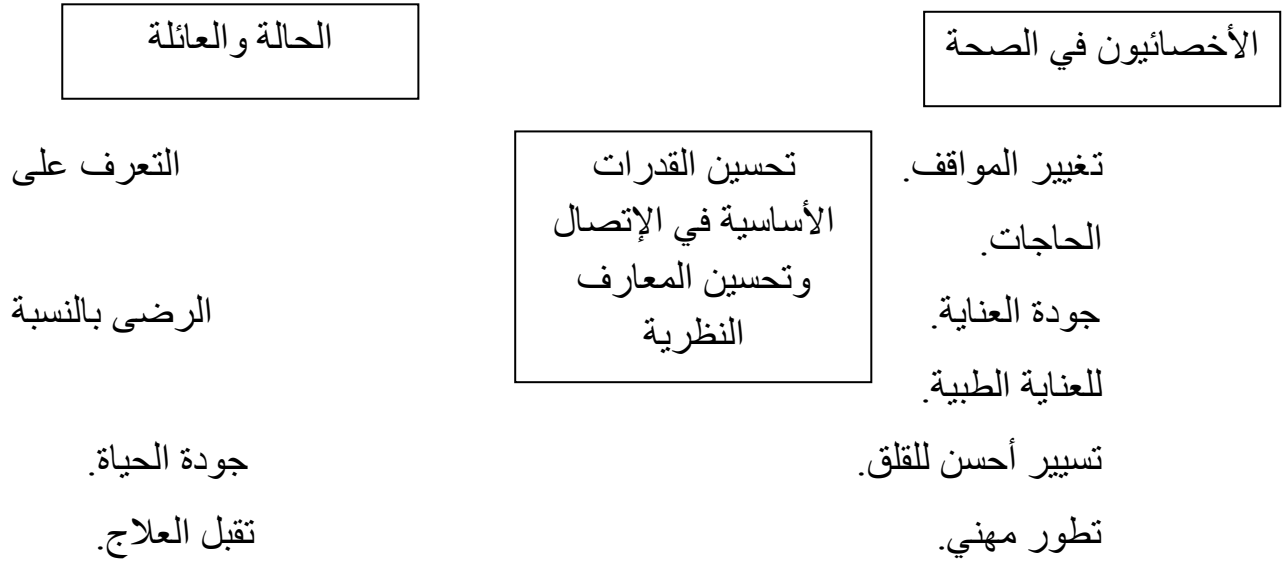 الأخصائيون في الصحة
الحالة والعائلة
تغيير المواقف.
التعرف على
الحاجات.
جودة العناية.
الرضى بالنسبة
للعناية الطبية.
تسيير أحسن للقلق.
جودة الحياة.
تطور مهني.
تقبل العلاج.
تحسين القدرات
الأساسية في الإتصال
وتحسين المعارف
النظرية